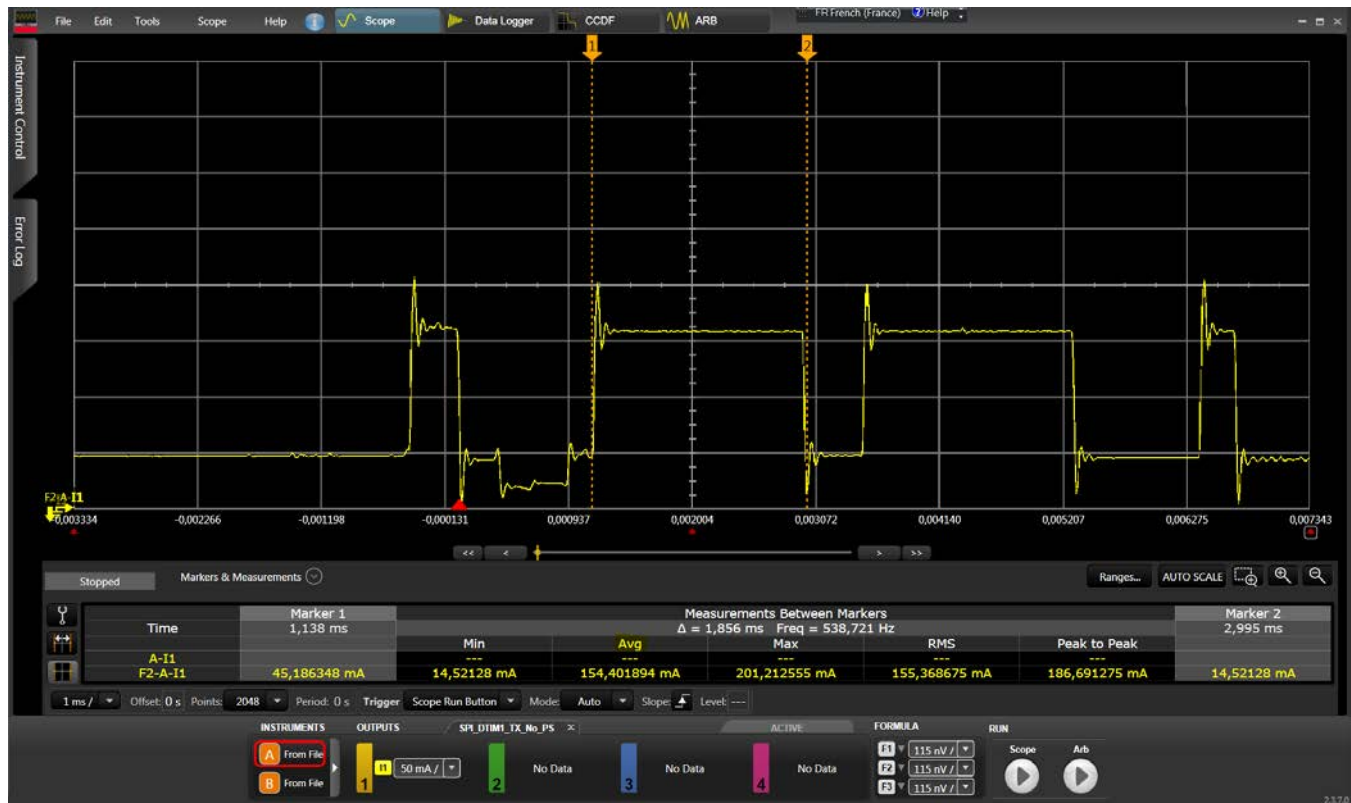 File Edit Tools Scope Help Scope Data Logger CCDF ARB FR French (France) Help
Instrument Control
Error Log
1 2
F2-A-I1
-0,003334 -0,002266 -0,001198 -0,000131 0,000937 0,002004 0,003072 0,004140 0,005207 0,006275 0,007343
<< < > >>
Stopped Markers & Measurements Ranges... AUTO SCALE
Marker 1 Measurements Between Markers Marker 2
Time 1,138 ms Δ = 1,856 ms Freq = 538,721 Hz 2,995 ms
Min Avg Max RMS Peak to Peak
A-I1 --- --- --- --- ---
F2-A-I1 45,186348 mA 14,52128 mA 154,401894 mA 201,212555 mA 155,368675 mA 186,691275 mA 14,52128 mA
1 ms / Offset: 0 s Points: 2048 Period: 0 s Trigger Scope Run Button Mode: Auto Slope: Level: ---
INSTRUMENTS OUTPUTS SPI_DTIM1_TX_No_PS × ACTIVE FORMULA RUN
A From File 1 I1 50 mA / 2 No Data 3 No Data 4 No Data F1 115 nV / Scope Arb
F2 115 nV /
B From File F3 115 nV /